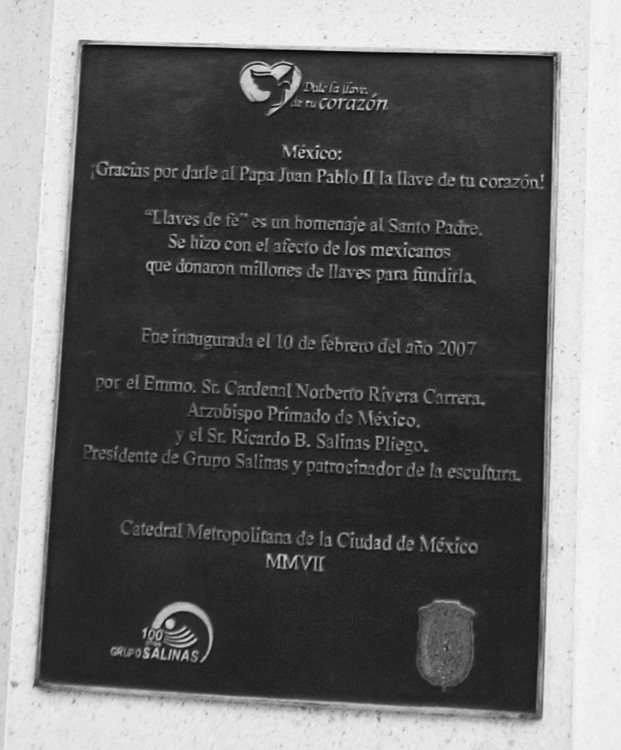 Dale la llave
de tu corazón
México:
¡Gracias por darle al Papa Juan Pablo II la llave de tu corazón!
"Llaves de fe" es un homenaje al Santo Padre.
Se hizo con el afecto de los mexicanos
que donaron millones de llaves para fundirla.
Fue inaugurada el 10 de febrero del año 2007
por el Emmo. Sr. Cardenal Norberto Rivera Carrera.
Arzobispo Primado de México.
y el Sr. Ricardo B. Salinas Pliego.
Presidente de Grupo Salinas y patrocinador de la escultura.
Catedral Metropolitana de la Ciudad de México
MMVII
100
GRUPO SALINAS